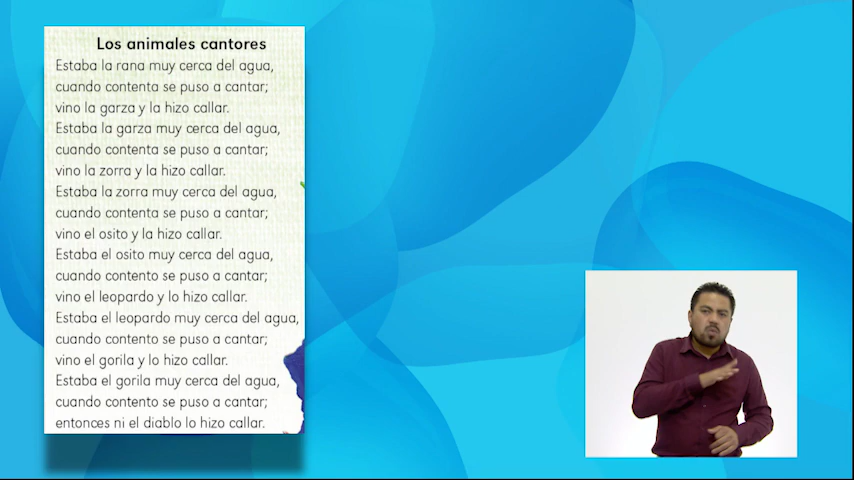 Los animales cantores
Estaba la rana muy cerca del agua,
cuando contenta se puso a cantar;
vino la garza y la hizo callar.
Estaba la garza muy cerca del agua,
cuando contenta se puso a cantar;
vino la zorra y la hizo callar.
Estaba la zorra muy cerca del agua,
cuando contenta se puso a cantar;
vino el osito y la hizo callar.
Estaba el osito muy cerca del agua,
cuando contento se puso a cantar;
vino el leopardo y lo hizo callar.
Estaba el leopardo muy cerca del agua,
cuando contento se puso a cantar;
vino el gorila y lo hizo callar.
Estaba el gorila muy cerca del agua,
cuando contento se puso a cantar;
entonces ni el diablo lo hizo callar.